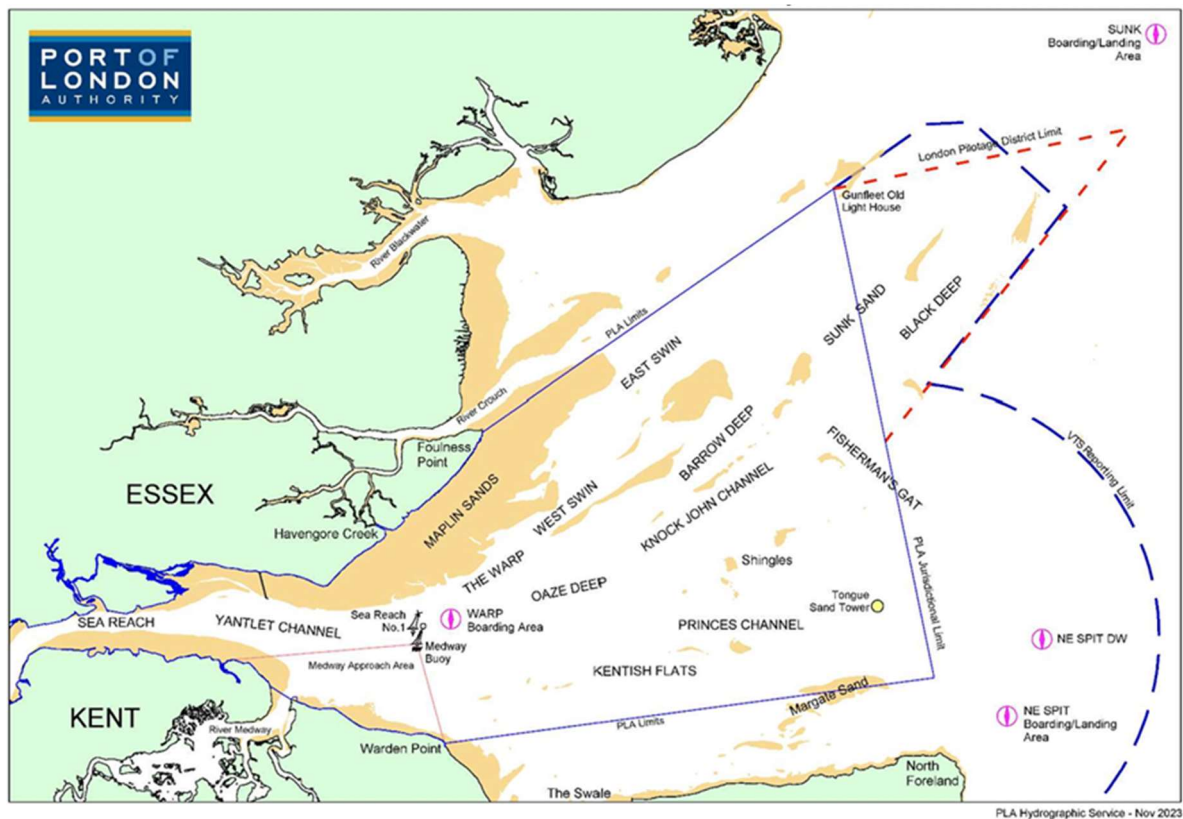 PORT OF
LONDON
AUTHORITY
SUNK
Boarding/Landing
Area
London Pilotage District Limit
Gunfleet Old
Light House
River Blackwater
PLA Limits
SUNK SAND
BLACK DEEP
EAST SWIN
River Crouch
Foulness
Point
BARROW DEEP
FISHERMAN'S GAT
VTS Reporting Limit
ESSEX
MAPLIN SANDS
WEST SWIN
KNOCK JOHN CHANNEL
Havengore Creek
THE WARP
OAZE DEEP
Shingles
PLA Jurisdictional Limit
Tongue
Sand Tower
SEA REACH
YANTLET CHANNEL
Sea Reach
No.1
WARP
Boarding Area
PRINCES CHANNEL
NE SPIT DW
Medway
Buoy
Medway Approach Area
KENTISH FLATS
Margate Sand
KENT
River Medway
Warden Point
PLA Limits
NE SPIT
Boarding/Landing
Area
The Swale
North
Foreland
PLA Hydrographic Service - Nov 2023